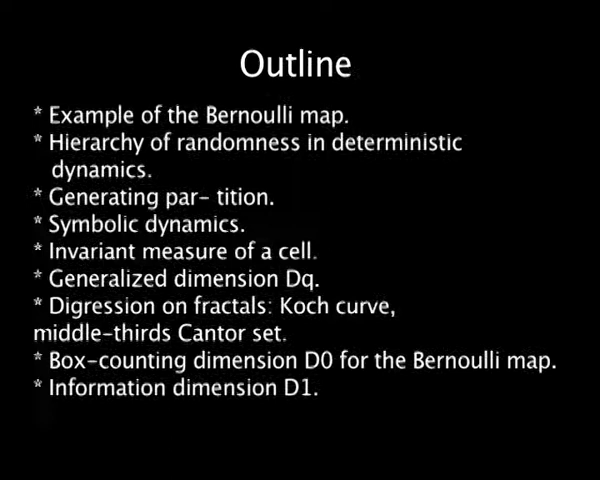 Outline
* Example of the Bernoulli map.
* Hierarchy of randomness in deterministic
dynamics.
* Generating par- tition.
* Symbolic dynamics.
* Invariant measure of a cell.
* Generalized dimension Dq.
* Digression on fractals: Koch curve,
middle-thirds Cantor set.
* Box-counting dimension D0 for the Bernoulli map.
* Information dimension D1.